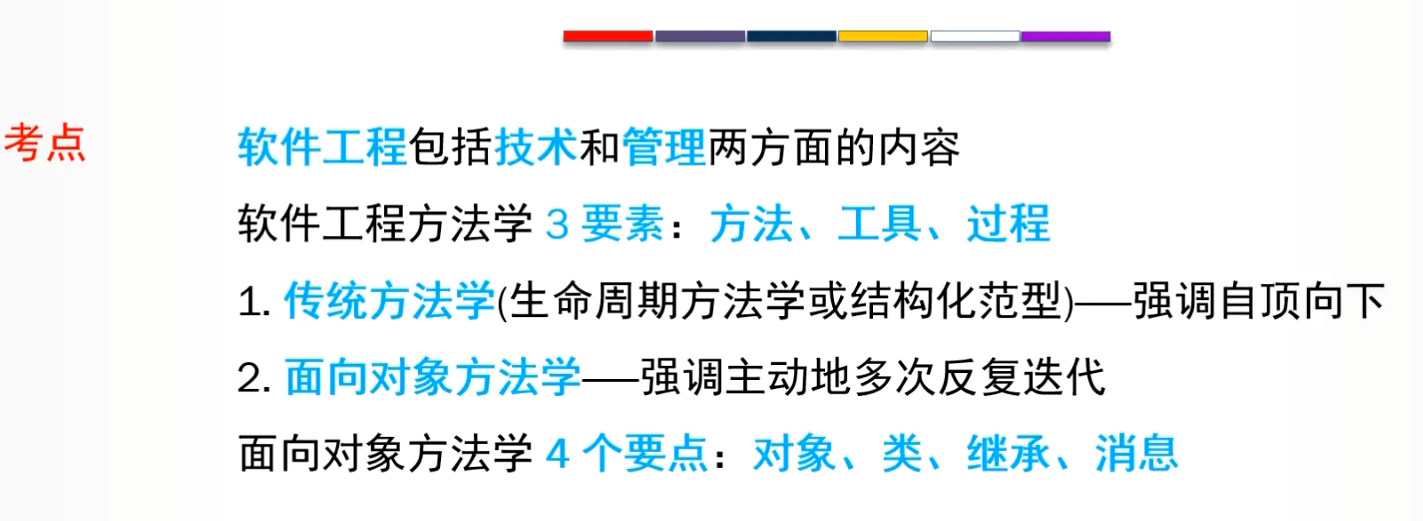 考点
软件工程包括技术和管理两方面的内容
软件工程方法学 3 要素：方法、工具、过程
1. 传统方法学(生命周期方法学或结构化范型)——强调自顶向下
2. 面向对象方法学——强调主动地多次反复迭代
面向对象方法学 4 个要点：对象、类、继承、消息